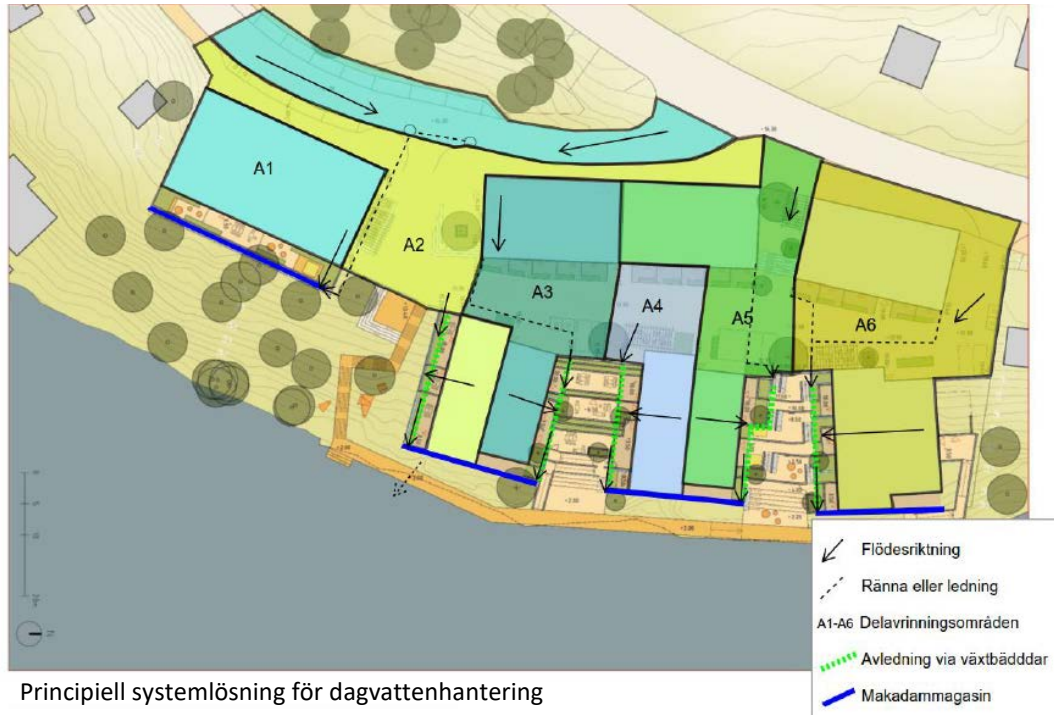 A1
A2
A3
A4
A5
A6
Flödesriktning
Ränna eller ledning
A1-A6 Delavrinningsområden
Avledning via växtbädddar
Makadammagasin
Principiell systemlösning för dagvattenhantering